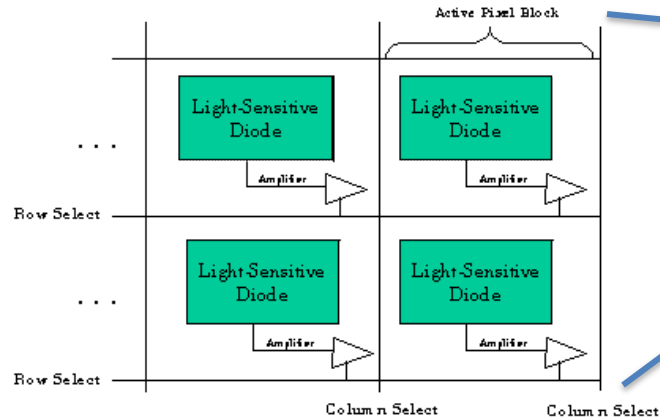 Active Pixel Block
Light-Sensitive
Diode
Light-Sensitive
Diode
. . .
Amplifier
Amplifier
Row Select
Light-Sensitive
Diode
Light-Sensitive
Diode
. . .
Amplifier
Amplifier
Row Select
Column Select
Column Select